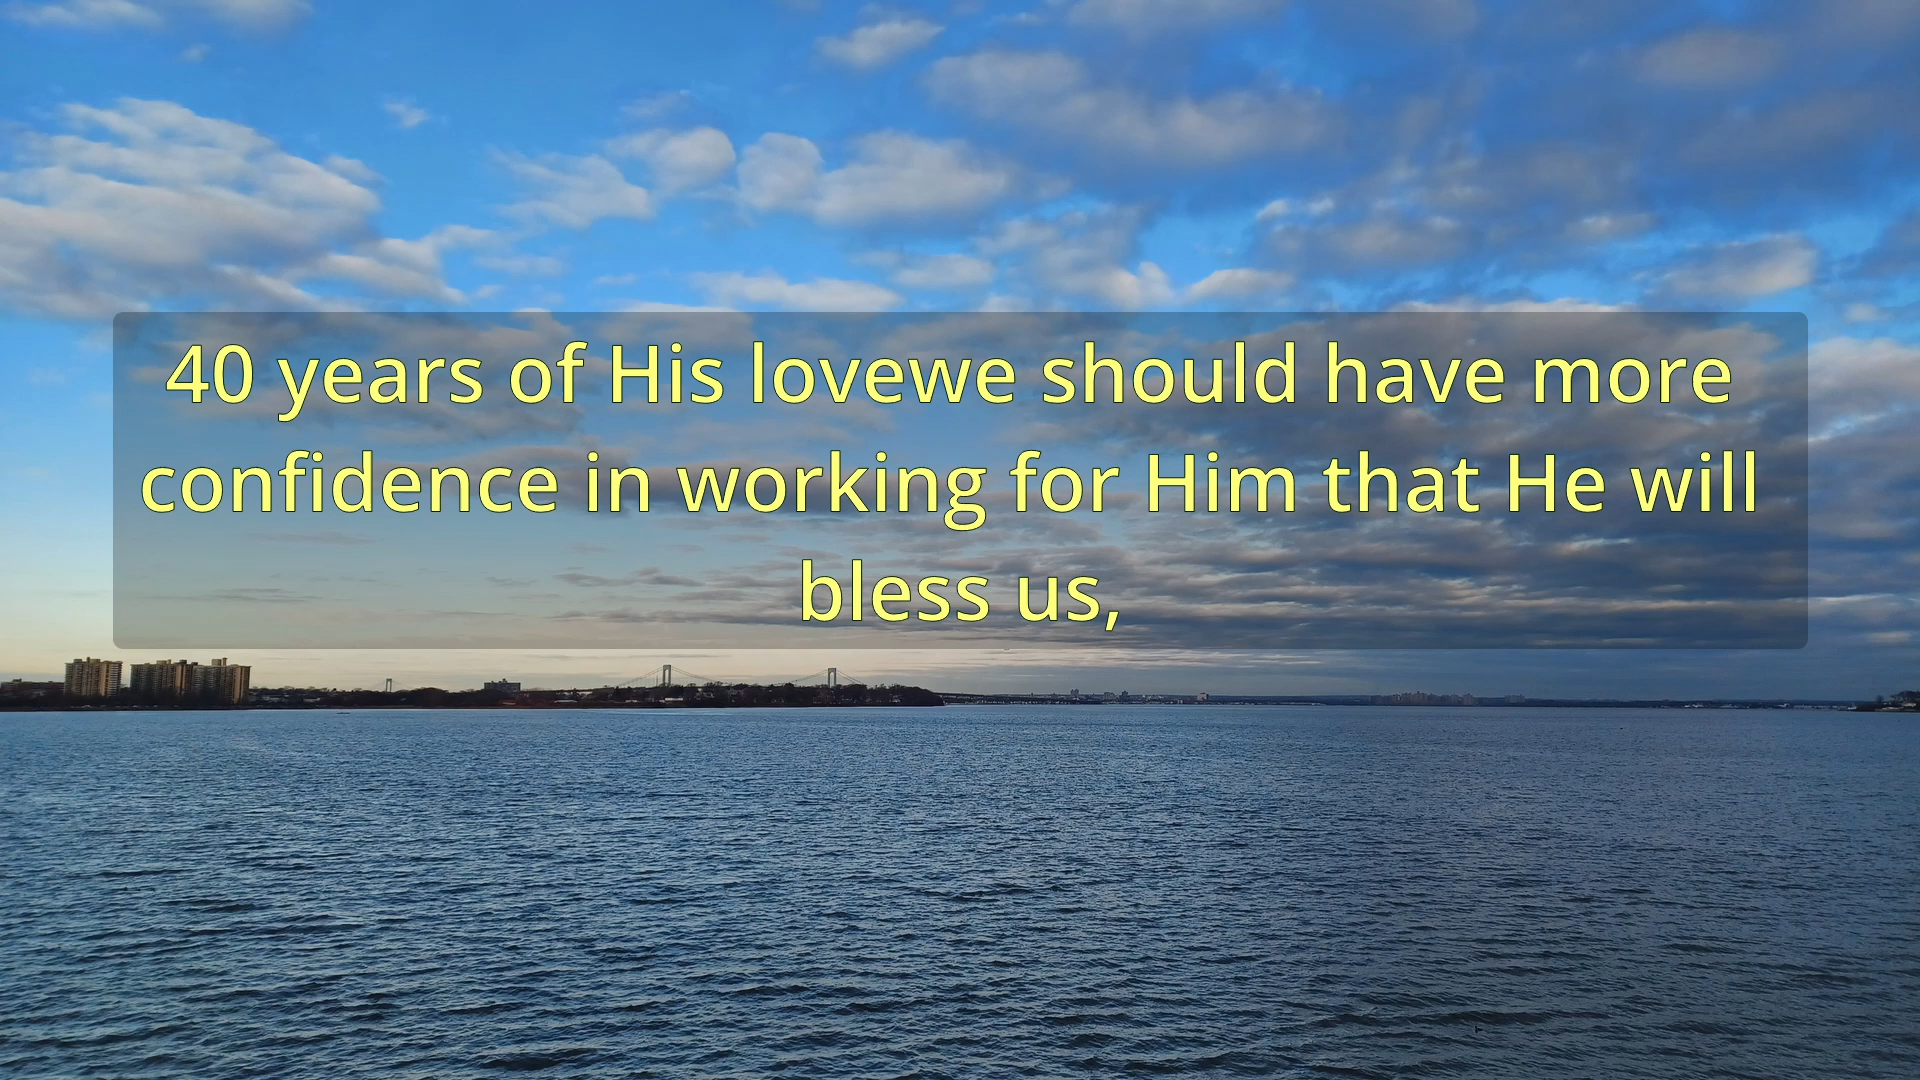 40 years of His lovewe should have more
confidence in working for Him that He will
bless us,